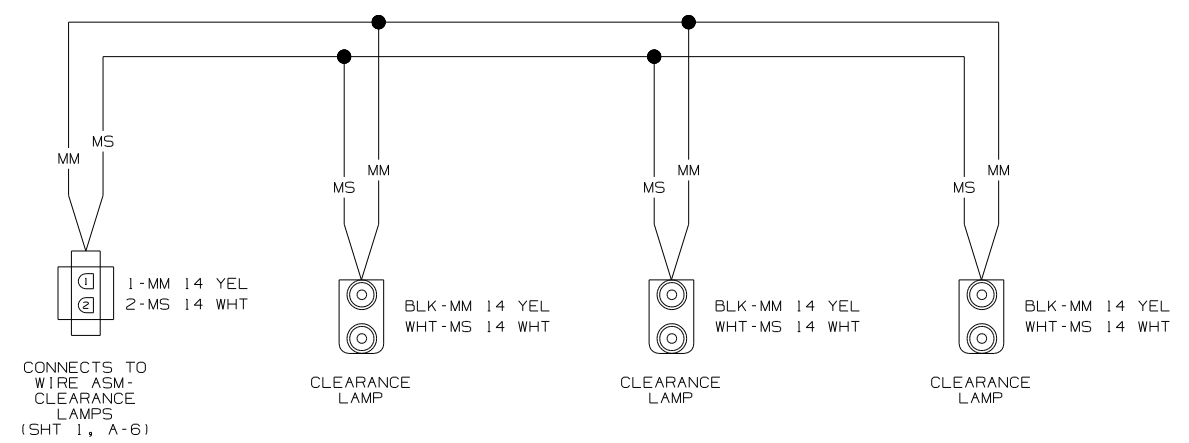 MS
MM
MM
MM
MM
MS
MS
MS
1
2
1-MM 14 YEL
2-MS 14 WHT
BLK-MM 14 YEL
WHT-MS 14 WHT
BLK-MM 14 YEL
WHT-MS 14 WHT
BLK-MM 14 YEL
WHT-MS 14 WHT
CONNECTS TO
WIRE ASM-
CLEARANCE
LAMPS
(SHT 1, A-6)
CLEARANCE
LAMP
CLEARANCE
LAMP
CLEARANCE
LAMP